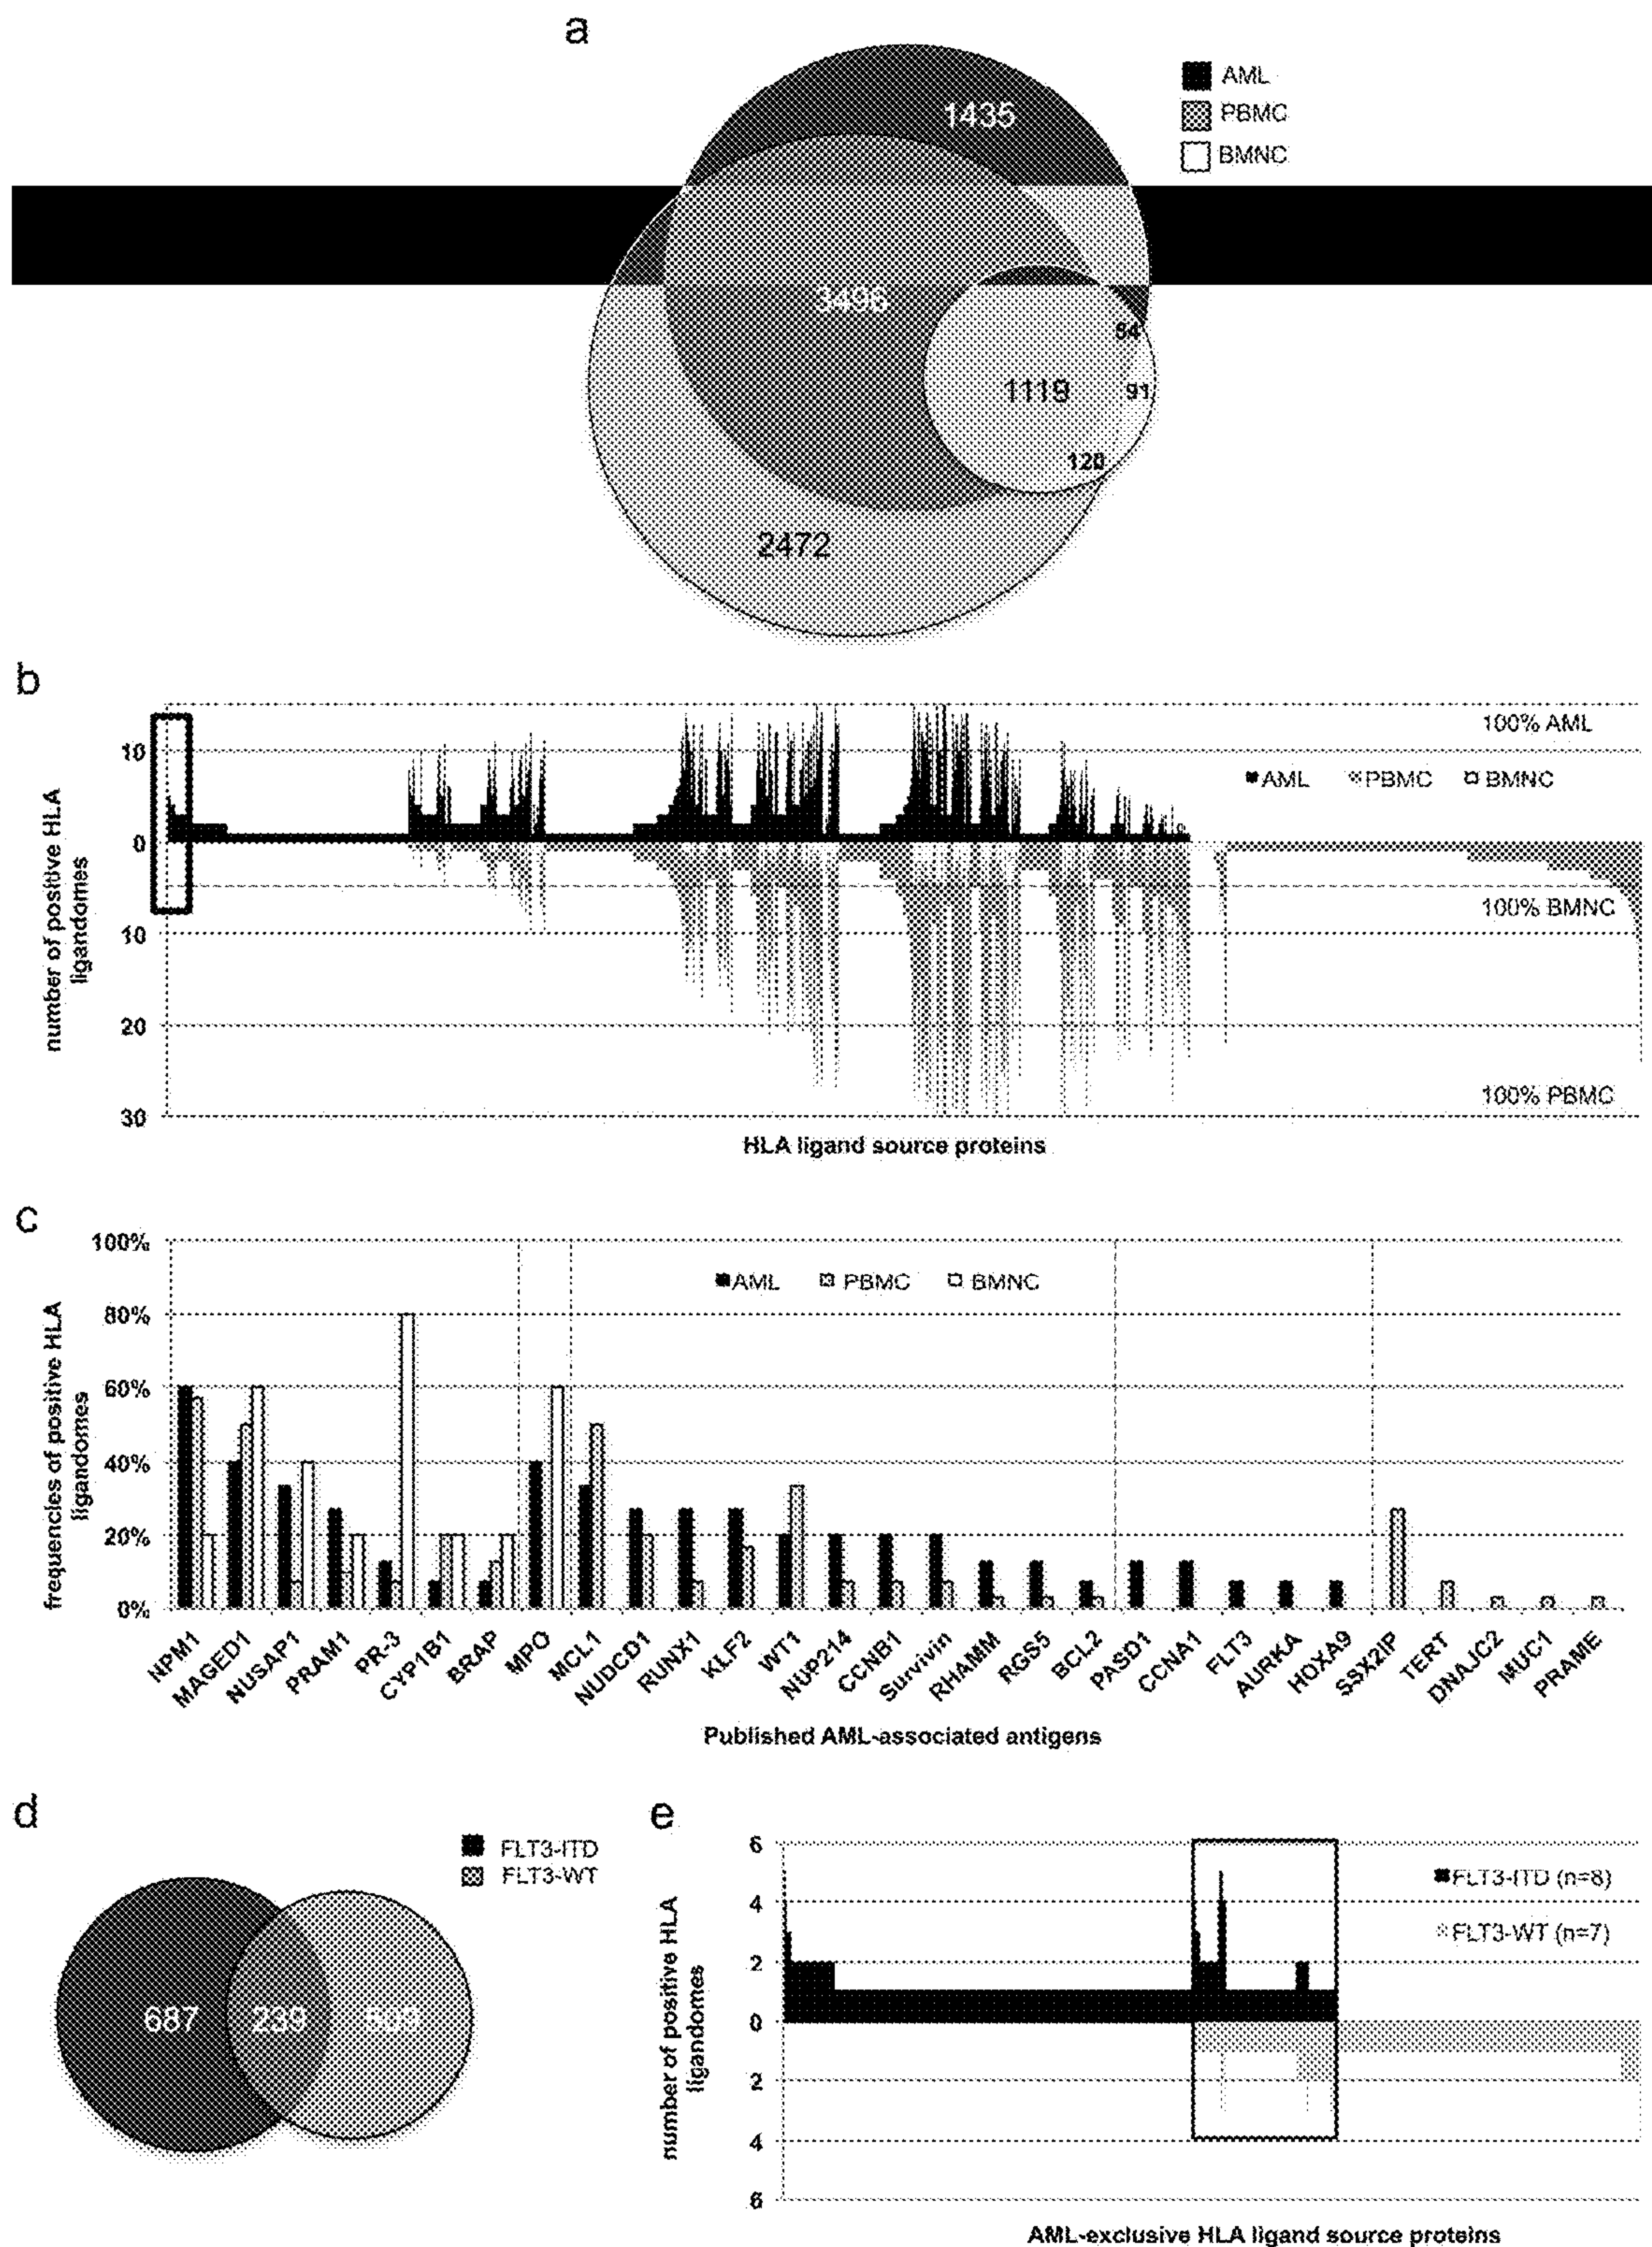 a
AML
PBMC
BMNC
1435
3496
54
1119
91
120
2472
b
number of positive HLA
ligandomes
10
0
10
20
30
100% AML
AML PBMC BMNC
100% BMNC
100% PBMC
HLA ligand source proteins
c
frequencies of positive HLA
ligandomes
100%
80%
60%
40%
20%
0%
AML PBMC BMNC
NPM1
MAGED1
NUSAP1
PRAM1
PR-3
CYP1B1
BRAP
MPO
MCL1
NUDCD1
RUNX1
KLF2
WT1
NUP214
CCNB1
Survivin
RHAMM
RGS5
BCL2
PASD1
CCNA1
FLT3
AURKA
HOXA9
SSX2IP
TERT
DNAJC2
MUC1
PRAME
Published AML-associated antigens
d
FLT3-ITD
FLT3-WT
687
239
e
number of positive HLA
ligandomes
6
4
2
0
2
4
6
FLT3-ITD (n=8)
FLT3-WT (n=7)
AML-exclusive HLA ligand source proteins